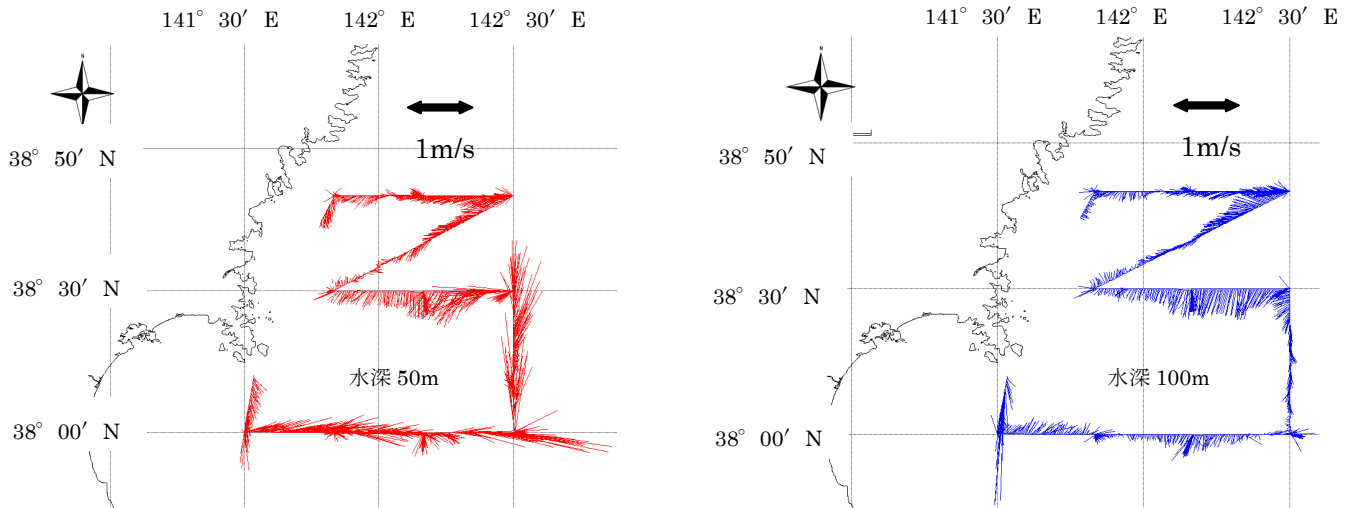 141° 30′ E 142° E 142° 30′ E
N
1m/s
38° 50′ N
38° 30′ N
水深 50m
38° 00′ N
141° 30′ E 142° E 142° 30′ E
N
1m/s
38° 50′ N
38° 30′ N
水深 100m
38° 00′ N